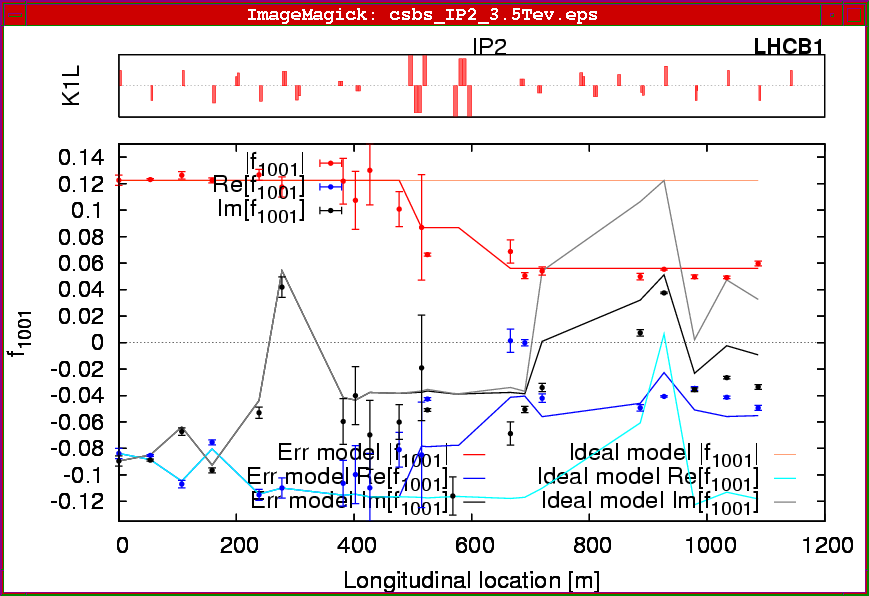 ImageMagick: csbs_IP2_3.5Tev.eps
IP2 LHCB1
K1L
0.14
0.12
0.1
0.08
0.06
0.04
0.02
0
-0.02
-0.04
-0.06
-0.08
-0.1
-0.12
f1001
|f1001|
Re[f1001]
Im[f1001]
Err model |f1001| Ideal model |f1001|
Err model Re[f1001] Ideal model Re[f1001]
Err model Im[f1001] Ideal model Im[f1001]
0 200 400 600 800 1000 1200
Longitudinal location [m]